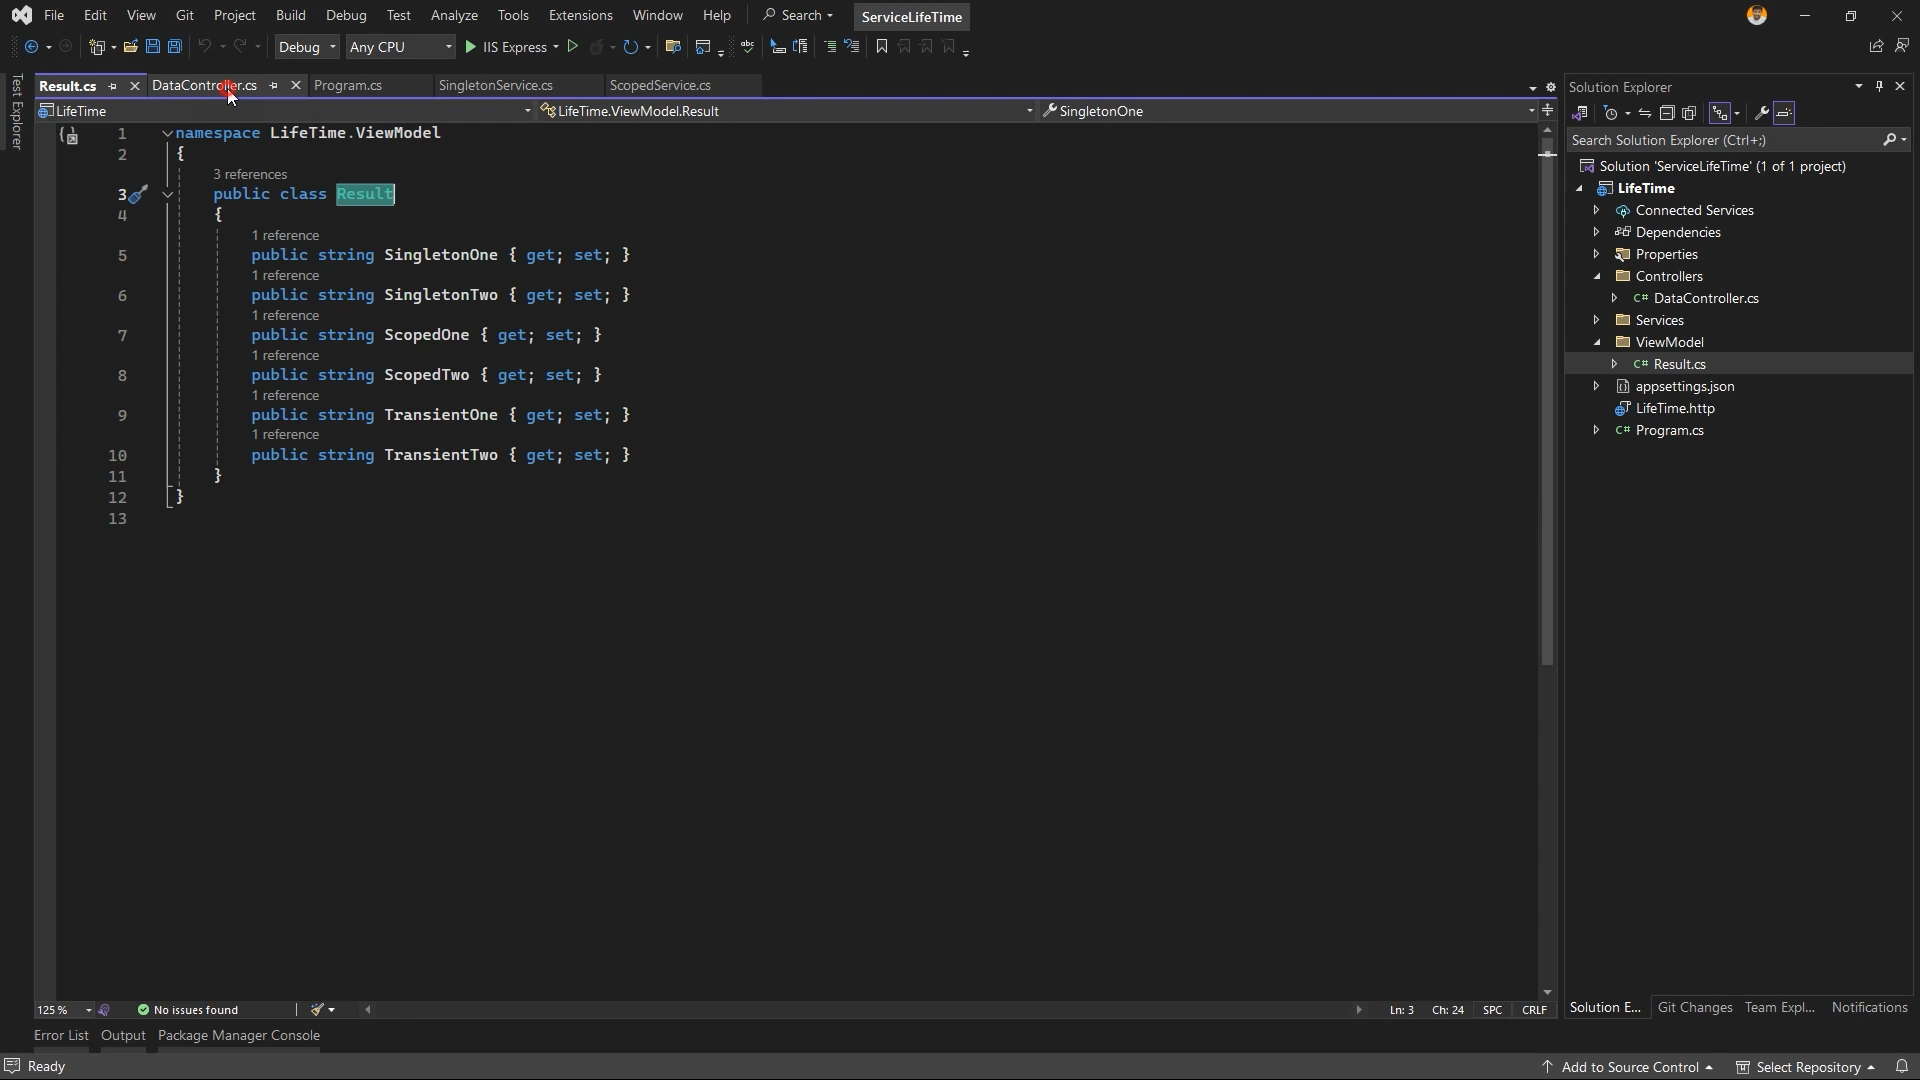 File Edit View Git Project Build Debug Test Analyze Tools Extensions Window Help Search ServiceLifeTime
Debug Any CPU IIS Express
Test Explorer
Result.cs DataController.cs Program.cs SingletonService.cs ScopedService.cs
LifeTime LifeTime.ViewModel.Result SingletonOne
1 namespace LifeTime.ViewModel
2 {
3 references
3 public class Result
4 {
1 reference
5 public string SingletonOne { get; set; }
1 reference
6 public string SingletonTwo { get; set; }
1 reference
7 public string ScopedOne { get; set; }
1 reference
8 public string ScopedTwo { get; set; }
1 reference
9 public string TransientOne { get; set; }
1 reference
10 public string TransientTwo { get; set; }
11 }
12 }
13
125 % No issues found Ln: 3 Ch: 24 SPC CRLF
Error List Output Package Manager Console
Solution Explorer
Search Solution Explorer (Ctrl+;)
Solution 'ServiceLifeTime' (1 of 1 project)
LifeTime
Connected Services
Dependencies
Properties
Controllers
C# DataController.cs
Services
ViewModel
C# Result.cs
appsettings.json
LifeTime.http
C# Program.cs
Solution E... Git Changes Team Expl... Notifications
Ready Add to Source Control Select Repository